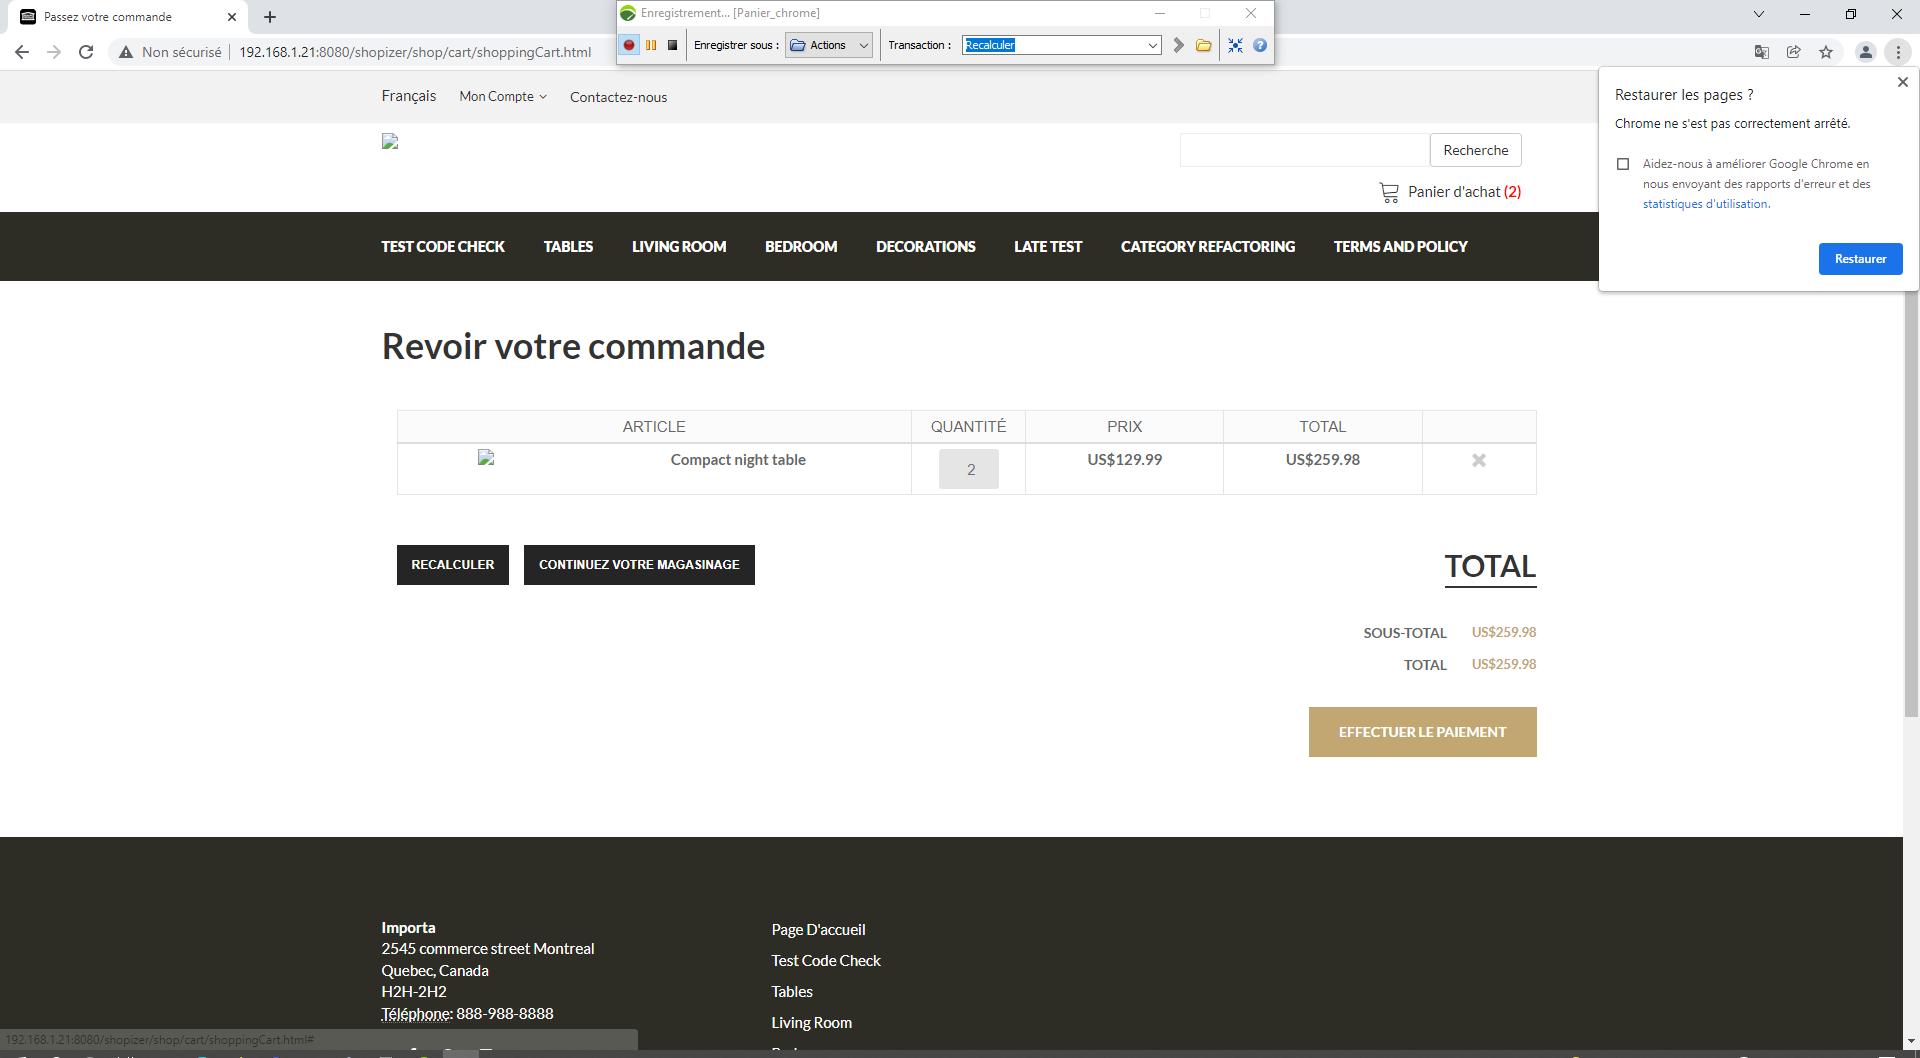 Passez votre commande
Enregistrement... [Panier_chrome]
Non sécurisé
192.168.1.21:8080/shopizer/shop/cart/shoppingCart.html
Enregistrer sous :
Actions
Transaction :
Recalculer
Français
Mon Compte
Contactez-nous
Restaurer les pages ?
Chrome ne s'est pas correctement arrêté.
Aidez-nous à améliorer Google Chrome en
nous envoyant des rapports d'erreur et des
statistiques d'utilisation.
Restaurer
Recherche
Panier d'achat (2)
TEST CODE CHECK
TABLES
LIVING ROOM
BEDROOM
DECORATIONS
LATE TEST
CATEGORY REFACTORING
TERMS AND POLICY
Revoir votre commande
ARTICLE
QUANTITÉ
PRIX
TOTAL
Compact night table
2
US$129.99
US$259.98
RECALCULER
CONTINUEZ VOTRE MAGASINAGE
TOTAL
SOUS-TOTAL
US$259.98
TOTAL
US$259.98
EFFECTUER LE PAIEMENT
Importa
2545 commerce street Montreal
Quebec, Canada
H2H-2H2
Téléphone: 888-988-8888
Page D'accueil
Test Code Check
Tables
Living Room
192.168.1.21:8080/shopizer/shop/cart/shoppingCart.html#